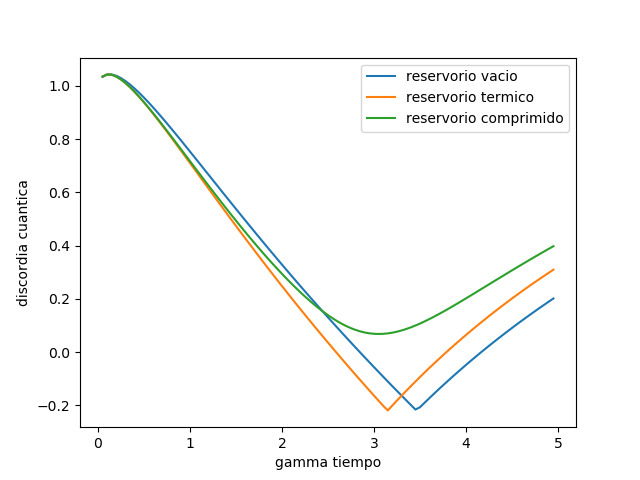 reservorio vacio
reservorio termico
reservorio comprimido
discordia cuantica
1.0
0.8
0.6
0.4
0.2
0.0
−0.2
0 1 2 3 4 5
gamma tiempo